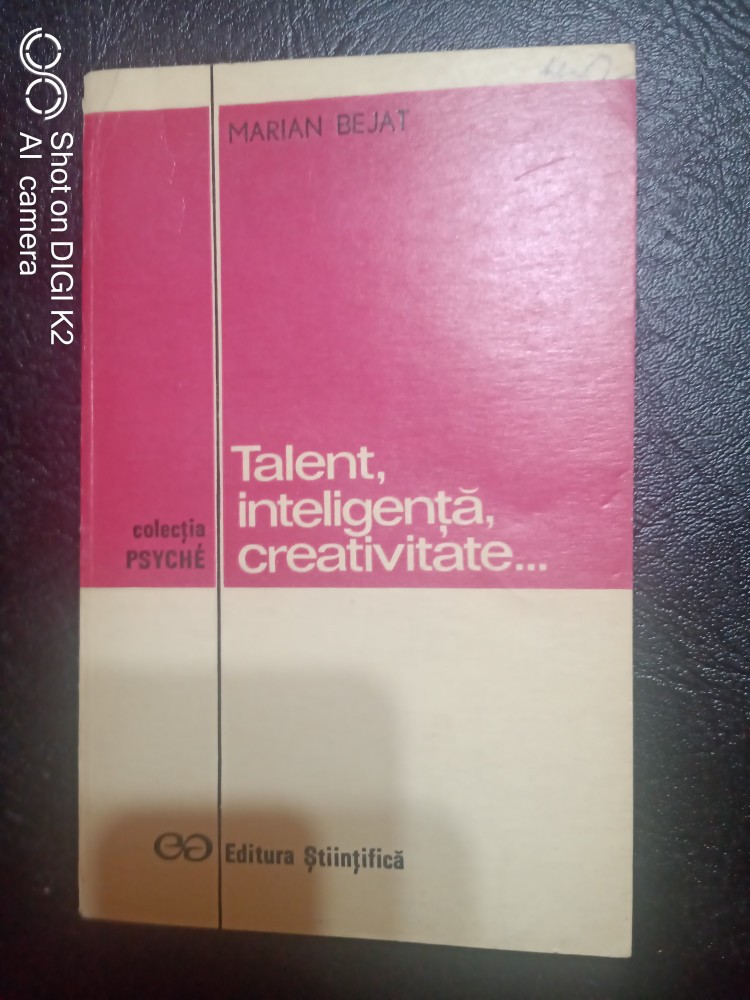 MARIAN BEJAT
Talent,
inteligență,
creativitate...
colecția
PSYCHÉ
Editura Științifică
Shot on DIGI K2
AI camera